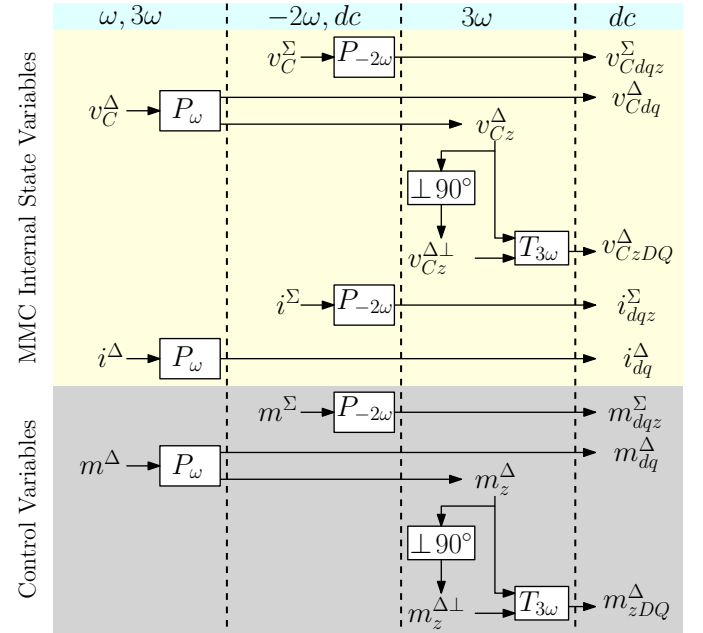 ω, 3ω −2ω, dc 3ω dc
MMC Internal State Variables
v_C^Σ P_{−2ω} v_{Cdqz}^Σ
v_C^Δ P_ω v_{Cdq}^Δ
v_{Cz}^Δ
⊥90°
v_{Cz}^{Δ⊥} T_{3ω} v_{CzDQ}^Δ
i^Σ P_{−2ω} i_{dqz}^Σ
i^Δ P_ω i_{dq}^Δ
Control Variables
m^Σ P_{−2ω} m_{dqz}^Σ
m^Δ P_ω m_{dq}^Δ
m_z^Δ
⊥90°
m_z^{Δ⊥} T_{3ω} m_{zDQ}^Δ